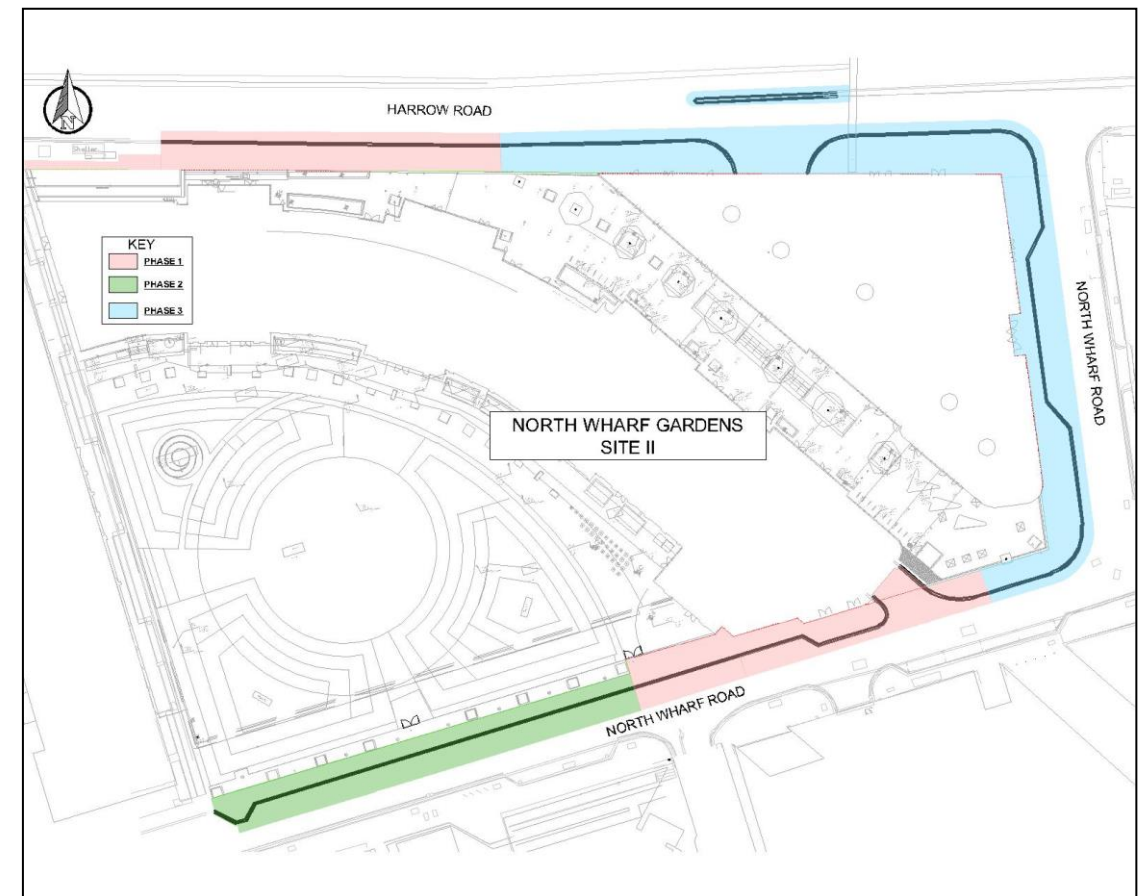 HARROW ROAD
N
Shelter
KEY
PHASE 1
PHASE 2
PHASE 3
NORTH WHARF ROAD
NORTH WHARF GARDENS
SITE II
NORTH WHARF ROAD